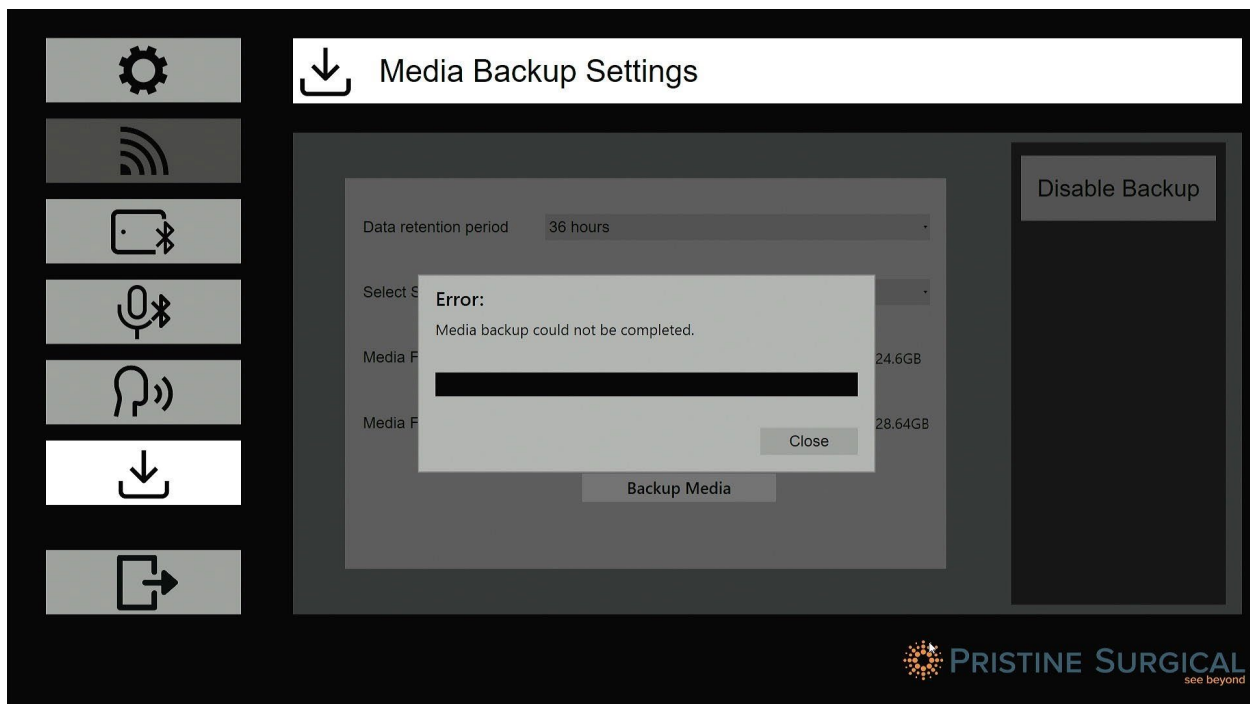 Media Backup Settings
Disable Backup
Data retention period 36 hours
Select S
Error:
Media backup could not be completed.
Media F 24.6GB
Media F 28.64GB
Close
Backup Media
PRISTINE SURGICAL
see beyond